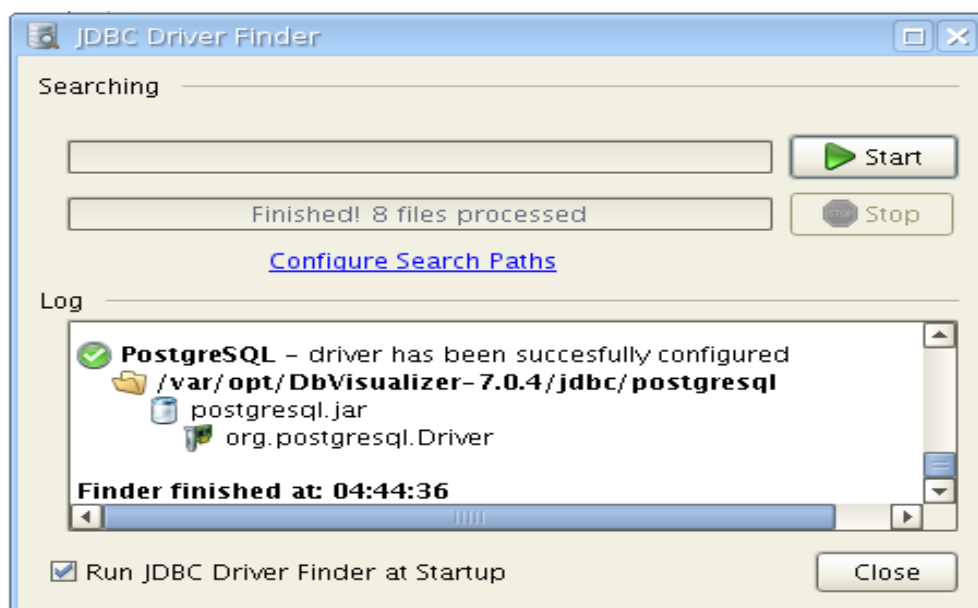 JDBC Driver Finder
Searching
Start
Finished! 8 files processed
Stop
Configure Search Paths
Log
PostgreSQL – driver has been succesfully configured
/var/opt/DbVisualizer-7.0.4/jdbc/postgresql
postgresql.jar
org.postgresql.Driver
Finder finished at: 04:44:36
Run JDBC Driver Finder at Startup
Close